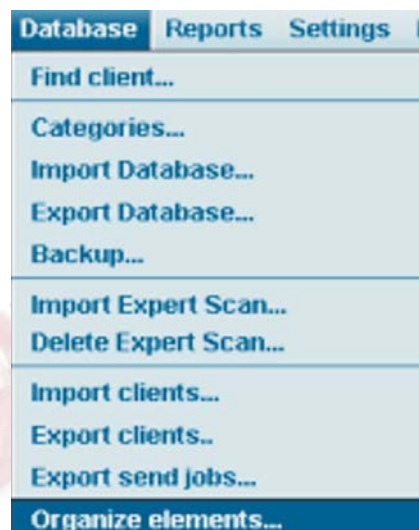 Database Reports Settings
Find client...
Categories...
Import Database...
Export Database...
Backup...
Import Expert Scan...
Delete Expert Scan...
Import clients...
Export clients..
Export send jobs...
Organize elements...